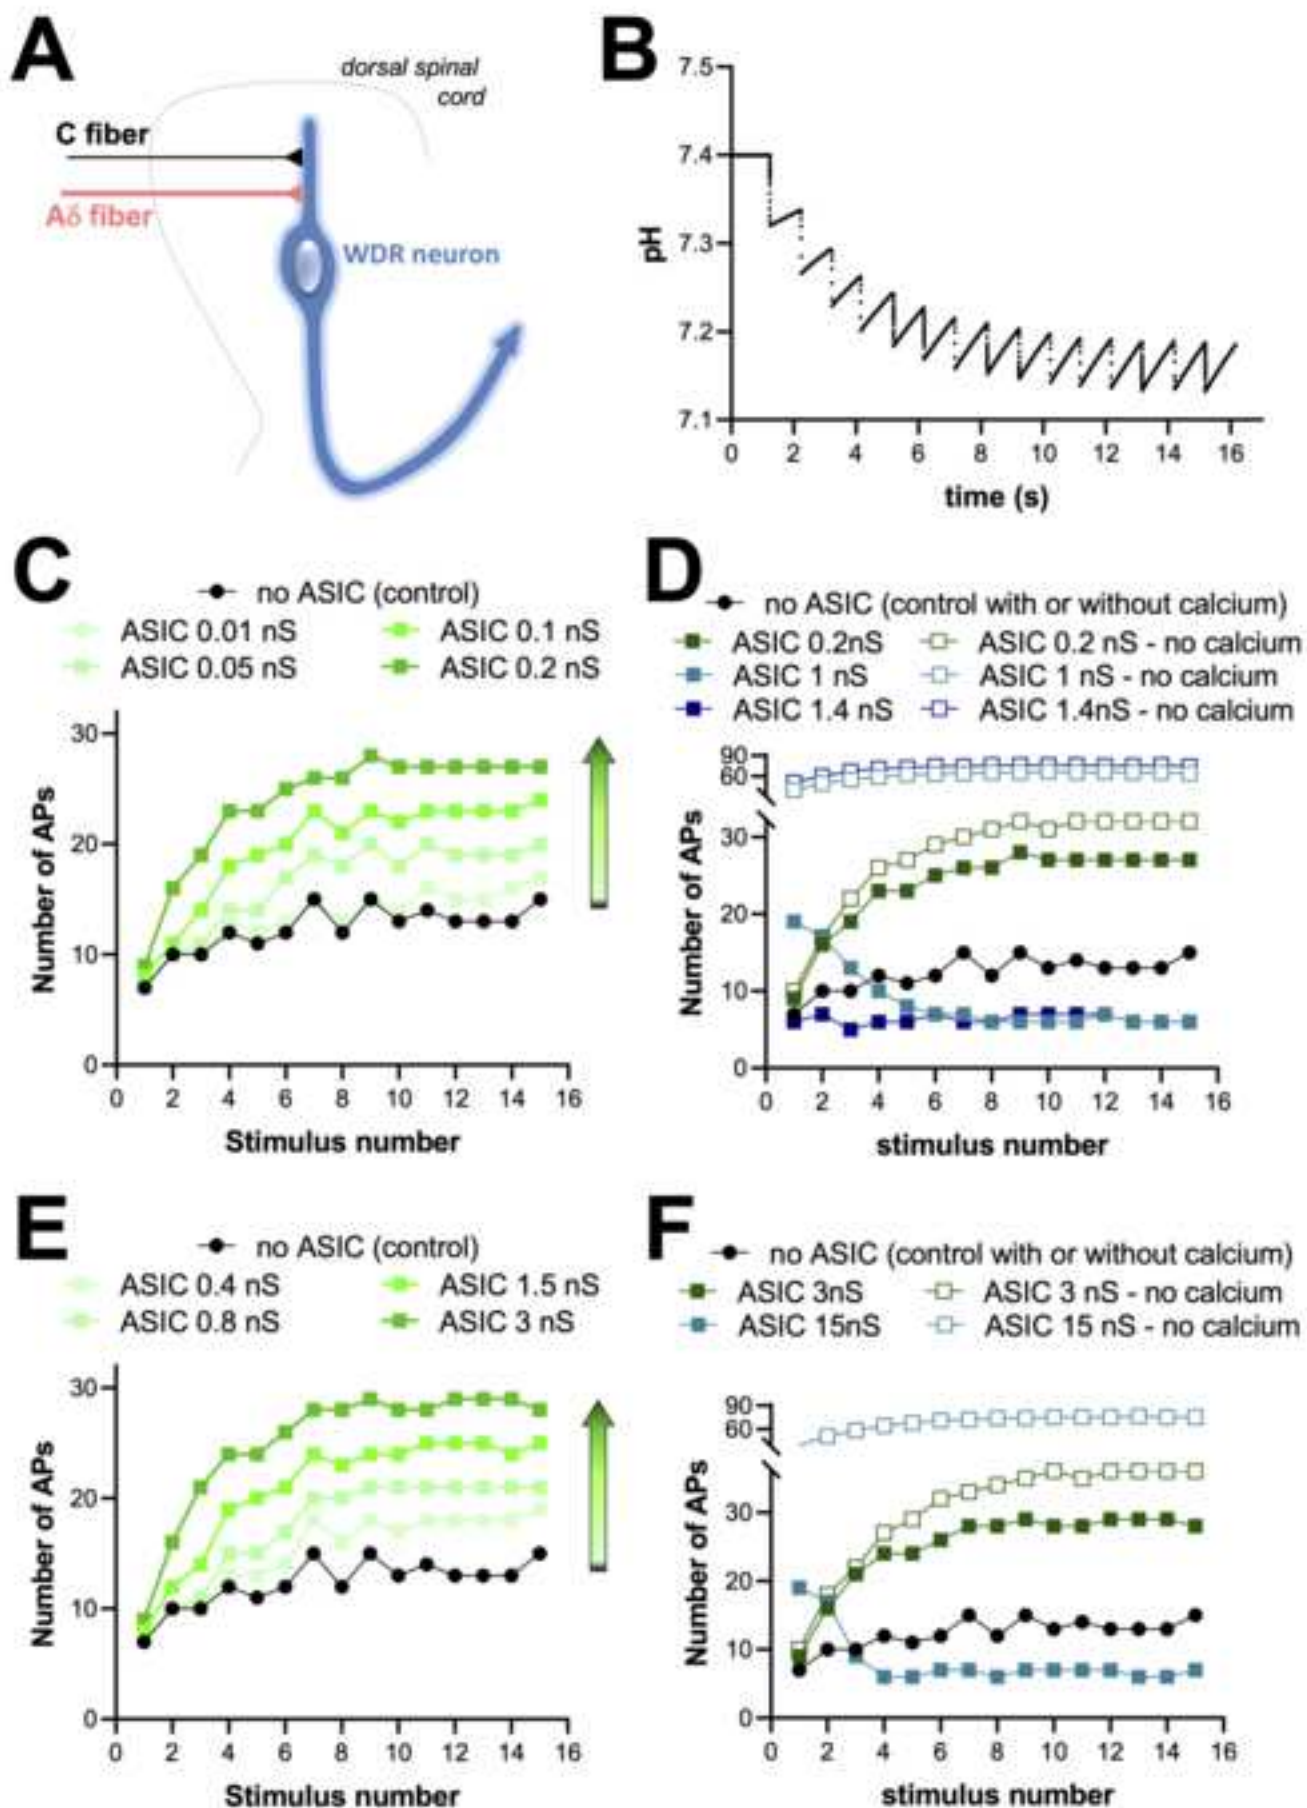 A
dorsal spinal
cord
C fiber
Aδ fiber
WDR neuron
B
7.5
7.4
7.3
7.2
7.1
pH
0 2 4 6 8 10 12 14 16
time (s)
C
no ASIC (control)
ASIC 0.01 nS ASIC 0.1 nS
ASIC 0.05 nS ASIC 0.2 nS
30
20
10
0
Number of APs
0 2 4 6 8 10 12 14 16
Stimulus number
D
no ASIC (control with or without calcium)
ASIC 0.2nS ASIC 0.2 nS - no calcium
ASIC 1 nS ASIC 1 nS - no calcium
ASIC 1.4 nS ASIC 1.4nS - no calcium
90
60
30
20
10
0
Number of APs
0 2 4 6 8 10 12 14 16
stimulus number
E
no ASIC (control)
ASIC 0.4 nS ASIC 1.5 nS
ASIC 0.8 nS ASIC 3 nS
30
20
10
0
Number of APs
0 2 4 6 8 10 12 14 16
Stimulus number
F
no ASIC (control with or without calcium)
ASIC 3nS ASIC 3 nS - no calcium
ASIC 15nS ASIC 15 nS - no calcium
90
60
30
20
10
0
Number of APs
0 2 4 6 8 10 12 14 16
stimulus number